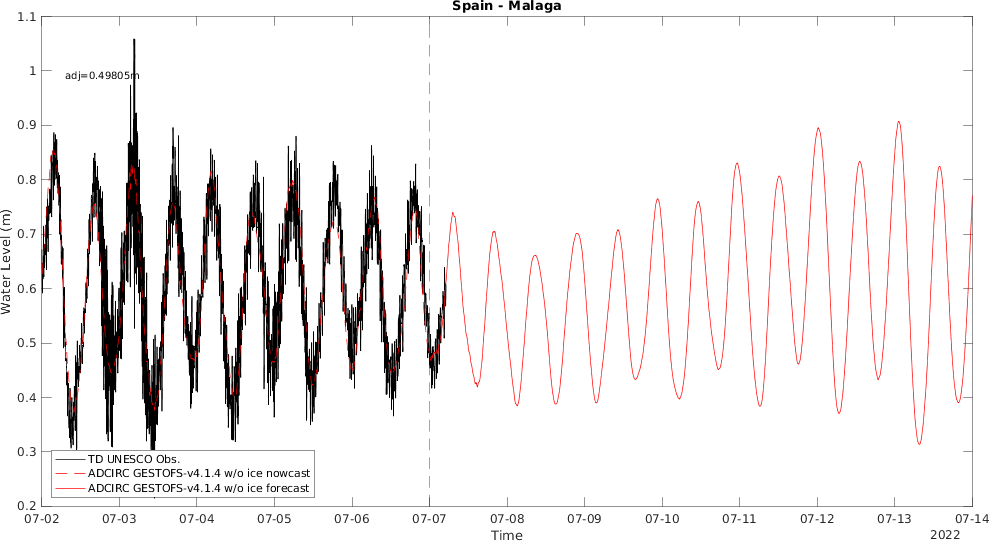 Spain - Malaga
1.1
1
0.9
0.8
0.7
0.6
0.5
0.4
0.3
0.2
Water Level (m)
adj=0.49805m
TD UNESCO Obs.
ADCIRC GESTOFS-v4.1.4 w/o ice nowcast
ADCIRC GESTOFS-v4.1.4 w/o ice forecast
07-02 07-03 07-04 07-05 07-06 07-07 07-08 07-09 07-10 07-11 07-12 07-13 07-14
Time
2022